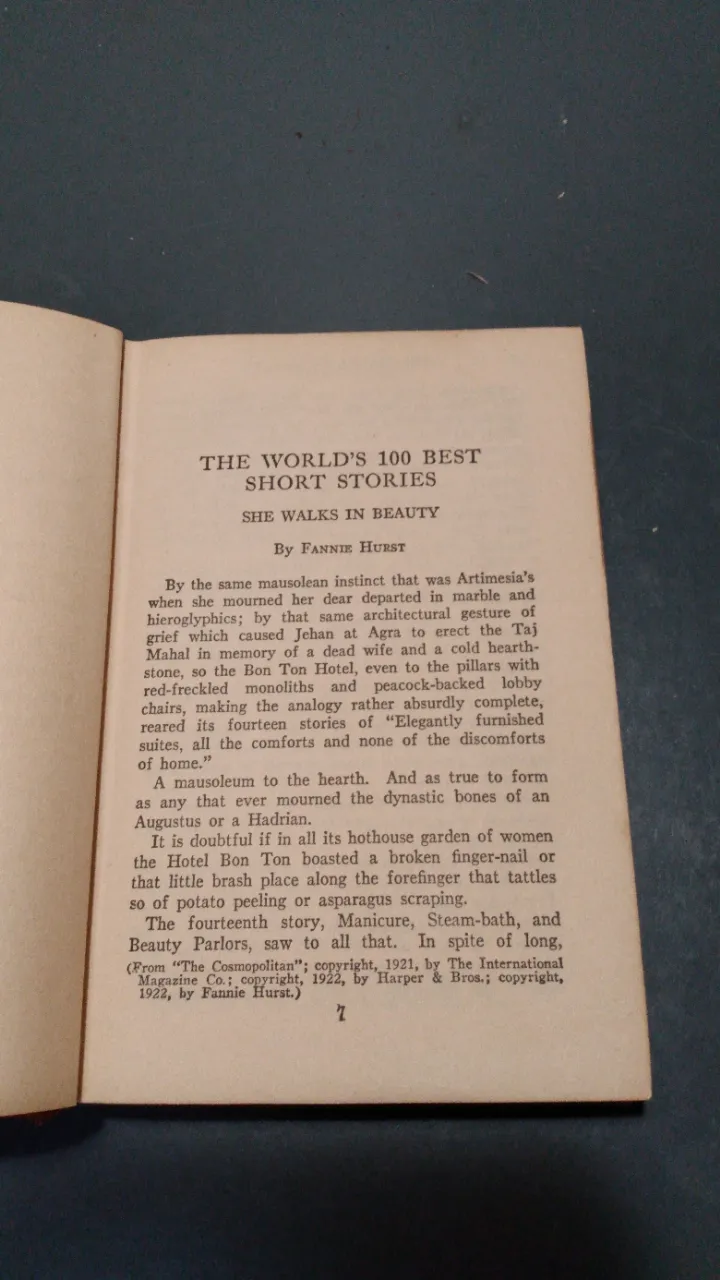 THE WORLD'S 100 BEST
SHORT STORIES
SHE WALKS IN BEAUTY
By FANNIE HURST
By the same mausolean instinct that was Artimesia's
when she mourned her dear departed in marble and
hieroglyphics; by that same architectural gesture of
grief which caused Jehan at Agra to erect the Taj
Mahal in memory of a dead wife and a cold hearth-
stone, so the Bon Ton Hotel, even to the pillars with
red-freckled monoliths and peacock-backed lobby
chairs, making the analogy rather absurdly complete,
reared its fourteen stories of "Elegantly furnished
suites, all the comforts and none of the discomforts
of home."
A mausoleum to the hearth. And as true to form
as any that ever mourned the dynastic bones of an
Augustus or a Hadrian.
It is doubtful if in all its hothouse garden of women
the Hotel Bon Ton boasted a broken finger-nail or
that little brash place along the forefinger that tattles
so of potato peeling or asparagus scraping.
The fourteenth story, Manicure, Steam-bath, and
Beauty Parlors, saw to all that. In spite of long,
(From "The Cosmopolitan"; copyright, 1921, by The International
Magazine Co.; copyright, 1922, by Harper & Bros.; copyright,
1922, by Fannie Hurst.)
7